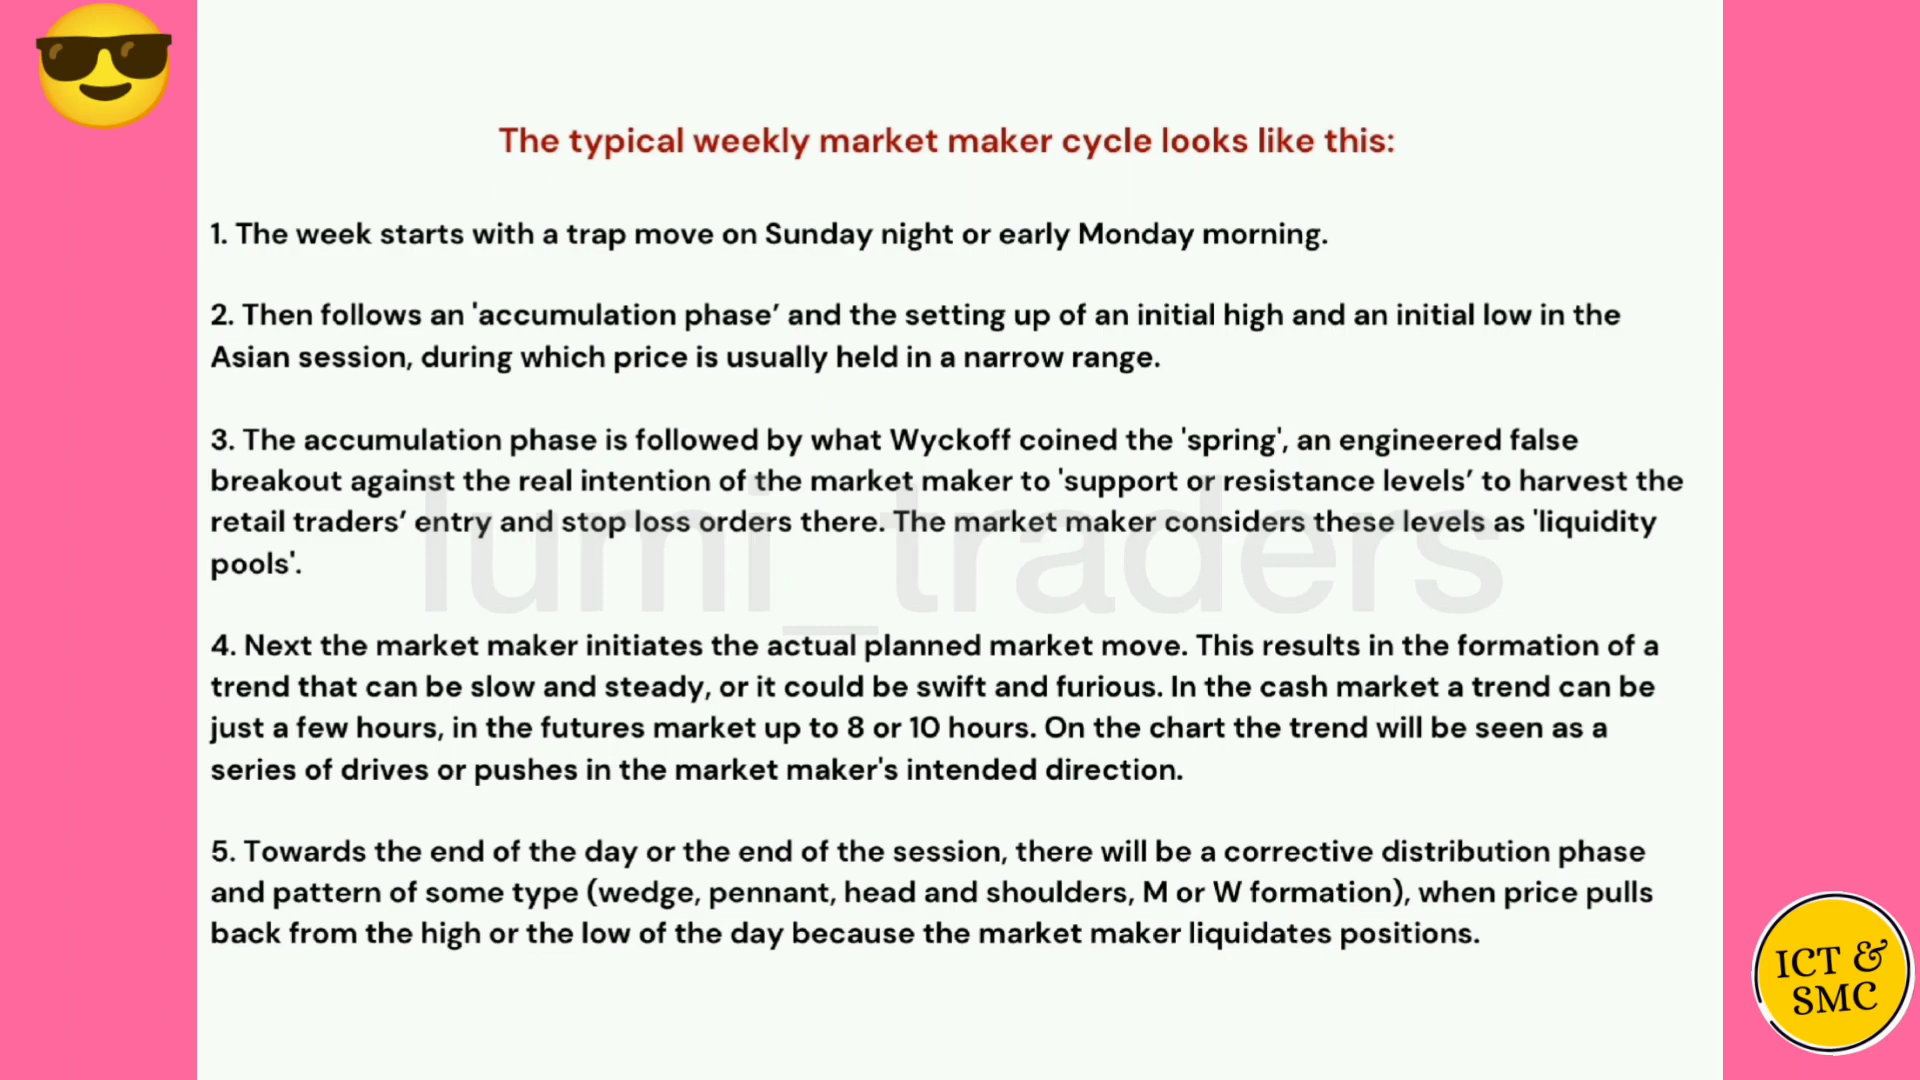 The typical weekly market maker cycle looks like this:
1. The week starts with a trap move on Sunday night or early Monday morning.
2. Then follows an 'accumulation phase’ and the setting up of an initial high and an initial low in the
Asian session, during which price is usually held in a narrow range.
3. The accumulation phase is followed by what Wyckoff coined the 'spring', an engineered false
breakout against the real intention of the market maker to 'support or resistance levels’ to harvest the
retail traders’ entry and stop loss orders there. The market maker considers these levels as 'liquidity
pools'.
lumi_traders
4. Next the market maker initiates the actual planned market move. This results in the formation of a
trend that can be slow and steady, or it could be swift and furious. In the cash market a trend can be
just a few hours, in the futures market up to 8 or 10 hours. On the chart the trend will be seen as a
series of drives or pushes in the market maker's intended direction.
5. Towards the end of the day or the end of the session, there will be a corrective distribution phase
and pattern of some type (wedge, pennant, head and shoulders, M or W formation), when price pulls
back from the high or the low of the day because the market maker liquidates positions.
ICT &
SMC